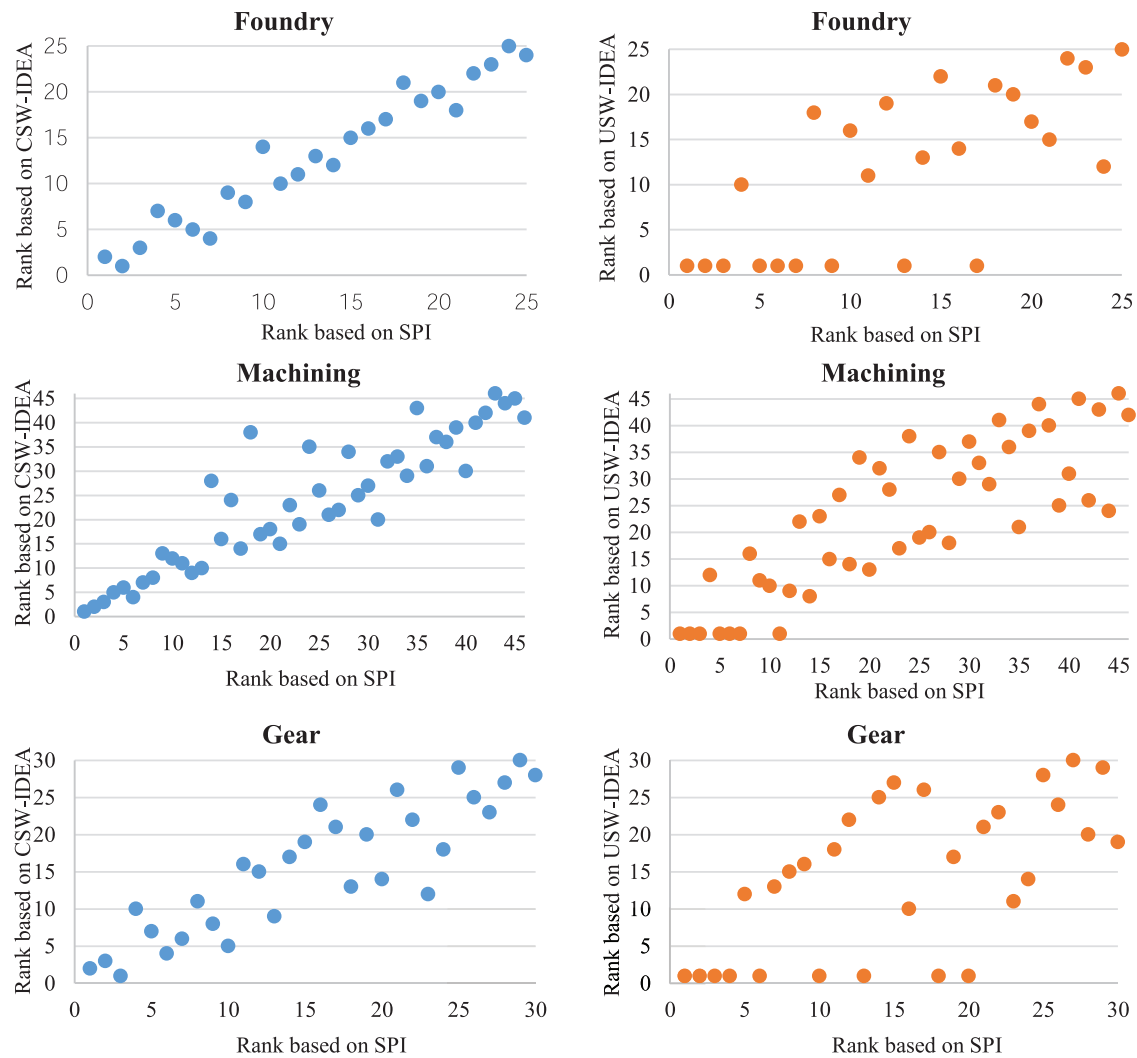 Foundry
Rank based on CSW-IDEA
25
20
15
10
5
0
0 5 10 15 20 25
Rank based on SPI
Foundry
Rank based on USW-IDEA
25
20
15
10
5
0
0 5 10 15 20 25
Rank based on SPI
Machining
Rank based on CSW-IDEA
45
40
35
30
25
20
15
10
5
0
0 5 10 15 20 25 30 35 40 45
Rank based on SPI
Machining
Rank based on USW-IDEA
45
40
35
30
25
20
15
10
5
0
0 5 10 15 20 25 30 35 40 45
Rank based on SPI
Gear
Rank based on CSW-IDEA
30
25
20
15
10
5
0
0 5 10 15 20 25 30
Rank based on SPI
Gear
Rank based on USW-IDEA
30
25
20
15
10
5
0
0 5 10 15 20 25 30
Rank based on SPI